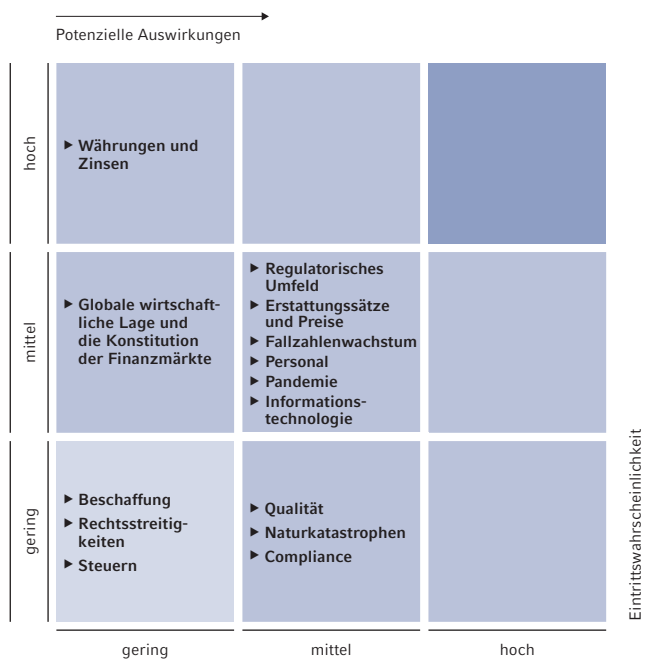 Potenzielle Auswirkungen
hoch
▶ Währungen und
Zinsen
mittel
▶ Globale wirtschaft-
liche Lage und
die Konstitution
der Finanzmärkte
▶ Regulatorisches
Umfeld
▶ Erstattungssätze
und Preise
▶ Fallzahlenwachstum
▶ Personal
▶ Pandemie
▶ Informations-
technologie
gering
▶ Beschaffung
▶ Rechtsstreitig-
keiten
▶ Steuern
▶ Qualität
▶ Naturkatastrophen
▶ Compliance
Eintrittswahrscheinlichkeit
gering
mittel
hoch